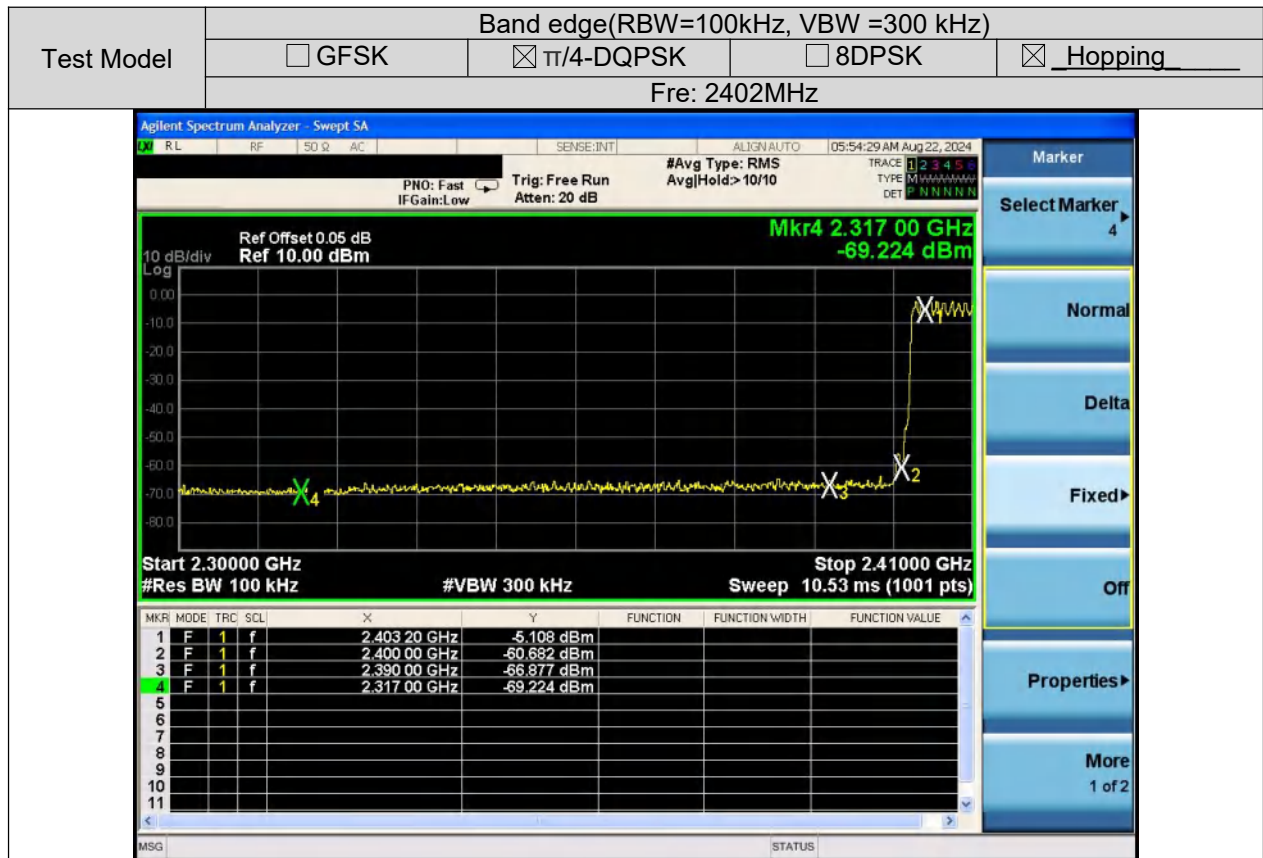 Band edge(RBW=100kHz, VBW =300 kHz)
Test Model
☐ GFSK ☒ π/4-DQPSK ☐ 8DPSK ☒ _Hopping_____
Fre: 2402MHz
Agilent Spectrum Analyzer - Swept SA
RL RF 50 Ω AC SENSE:INT ALIGN AUTO 05:54:29 AM Aug 22, 2024
PNO: Fast Trig: Free Run #Avg Type: RMS TRACE 1 2 3 4 5 6
IFGain:Low Atten: 20 dB Avg|Hold:> 10/10 TYPE M WWWWW
DET P N N N N N
Mkr4 2.317 00 GHz
-69.224 dBm
Ref Offset 0.05 dB
10 dB/div Ref 10.00 dBm
Log
0.00
-10.0
-20.0
-30.0
-40.0
-50.0
-60.0
-70.0
-80.0
1
2
3
4
Start 2.30000 GHz Stop 2.41000 GHz
#Res BW 100 kHz #VBW 300 kHz Sweep 10.53 ms (1001 pts)
MKR MODE TRC SCL X Y FUNCTION FUNCTION WIDTH FUNCTION VALUE
1 F 1 f 2.403 20 GHz -5.108 dBm
2 F 1 f 2.400 00 GHz -60.682 dBm
3 F 1 f 2.390 00 GHz -66.877 dBm
4 F 1 f 2.317 00 GHz -69.224 dBm
5
6
7
8
9
10
11
MSG STATUS
Marker
Select Marker
4
Normal
Delta
Fixed
Off
Properties
More
1 of 2